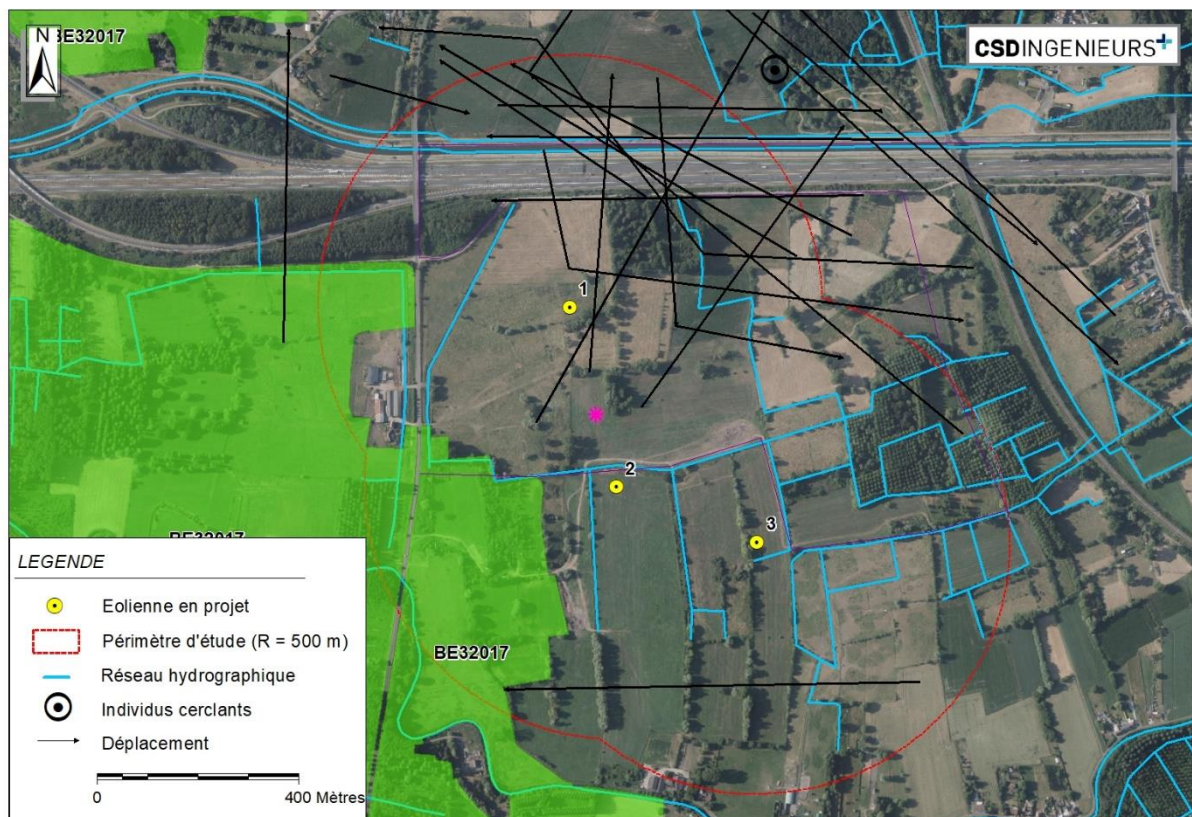 N
BE32017
CSDINGENIEURS+
1
2
3
BE32017
BE32017
LEGENDE
Eolienne en projet
Périmètre d'étude (R = 500 m)
Réseau hydrographique
Individus cerclants
Déplacement
0 400 Mètres